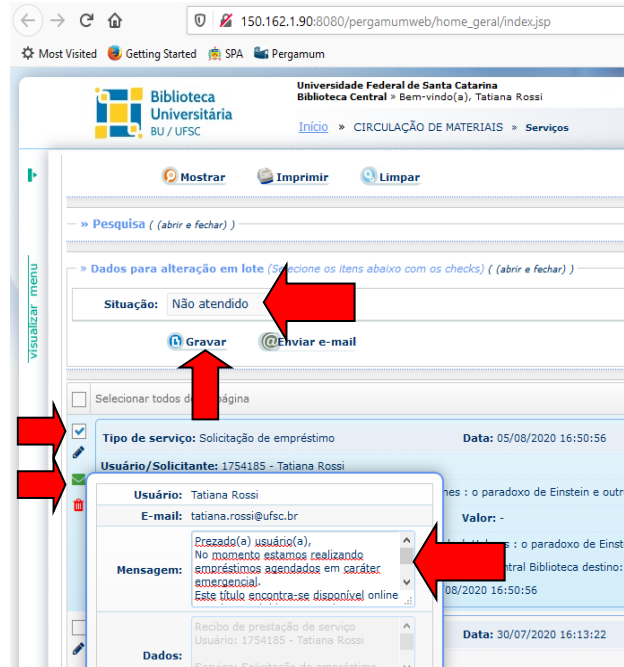 150.162.1.90:8080/pergamumweb/home_geral/index.jsp
Most Visited Getting Started SPA Pergamum
Biblioteca
Universitária
BU / UFSC
Universidade Federal de Santa Catarina
Biblioteca Central » Bem-vindo(a), Tatiana Rossi
Início » CIRCULAÇÃO DE MATERIAIS » Serviços
Mostrar Imprimir Limpar
» Pesquisa ( (abrir e fechar) )
visualizar menu
» Dados para alteração em lote (Selecione os itens abaixo com os checks) ( (abrir e fechar) )
Situação: Não atendido
Gravar @Enviar e-mail
Selecionar todos página
Tipo de serviço: Solicitação de empréstimo Data: 05/08/2020 16:50:56
Usuário/Solicitante: 1754185 - Tatiana Rossi
Usuário: Tatiana Rossi
: o paradoxo de Einstein e outr
E-mail: tatiana.rossi@ufsc.br
Valor: -
Mensagem: Prezado(a) usuário(a),
No momento estamos realizando
empréstimos agendados em caráter
emergencial.
Este título encontra-se disponível online
: o paradoxo de Einst
Biblioteca destino:
08/2020 16:50:56
Dados: Recibo de prestação de serviço
Usuário: 1754185 - Tatiana Rossi
Serviço: Solicitação de empréstimo
Data: 30/07/2020 16:13:22